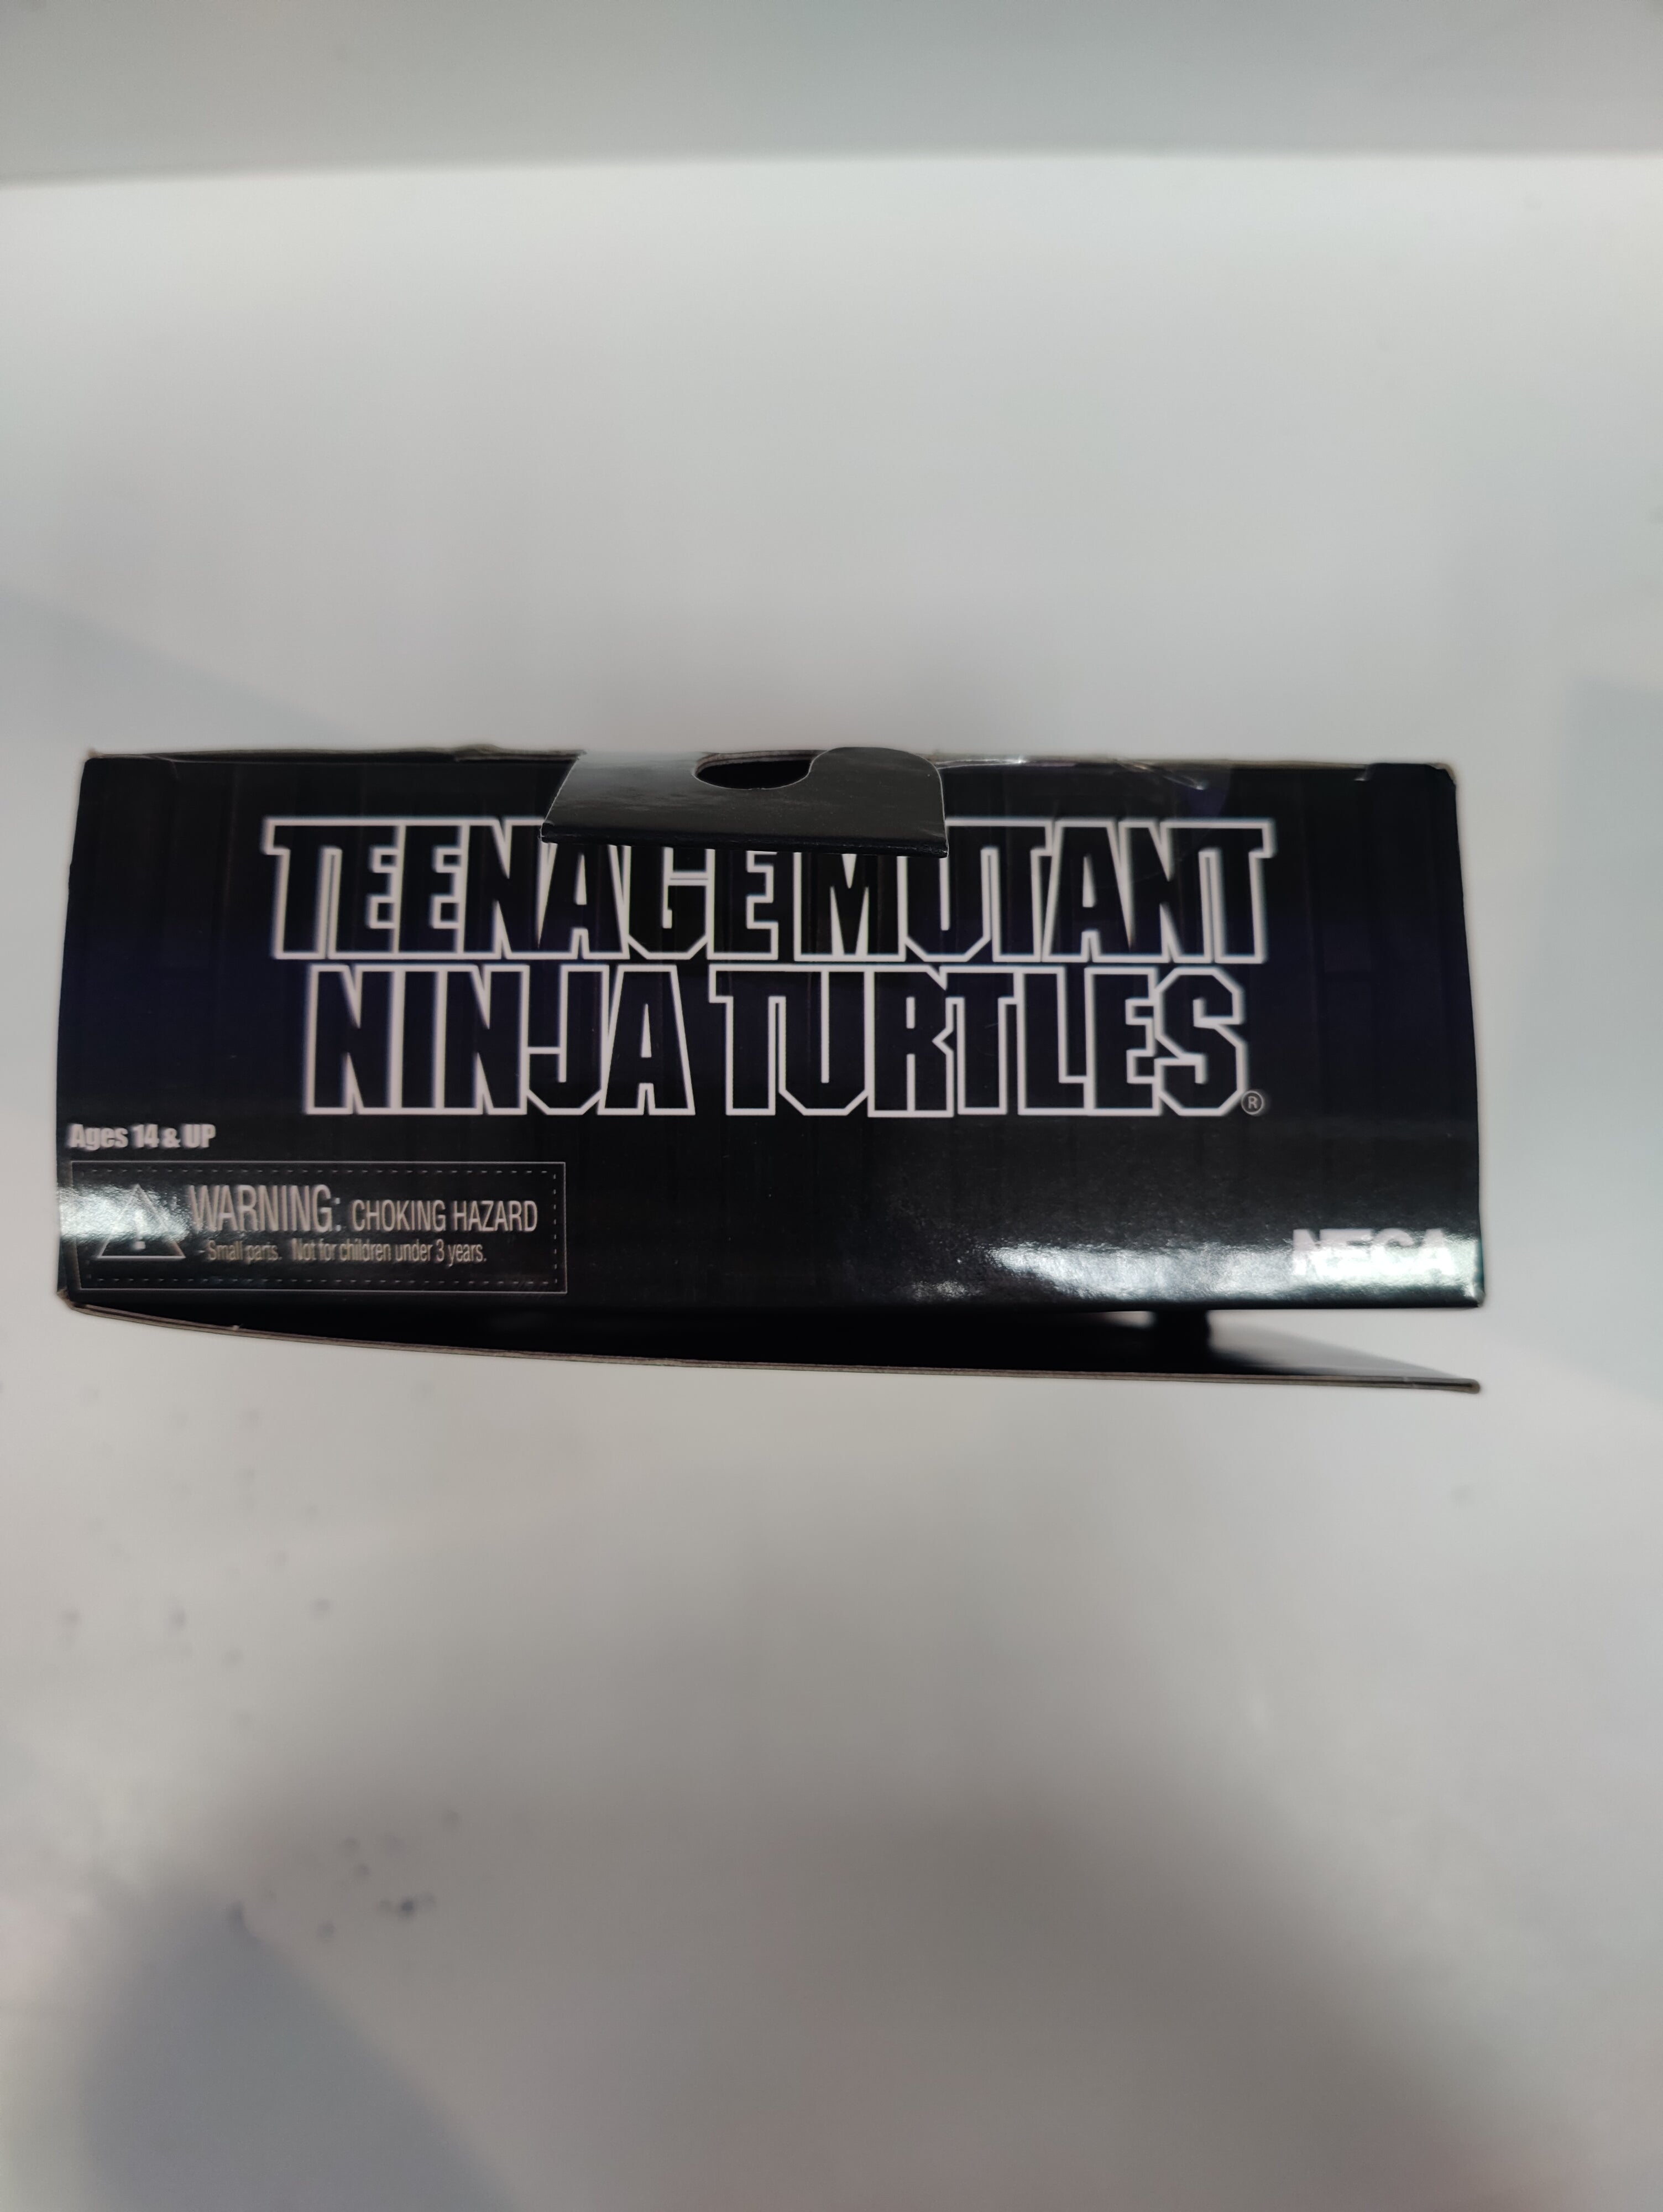 TEENAGE MUTANT
NINJA TURTLES®
Ages 14 & UP
WARNING: CHOKING HAZARD
- Small parts. Not for children under 3 years.
NECA